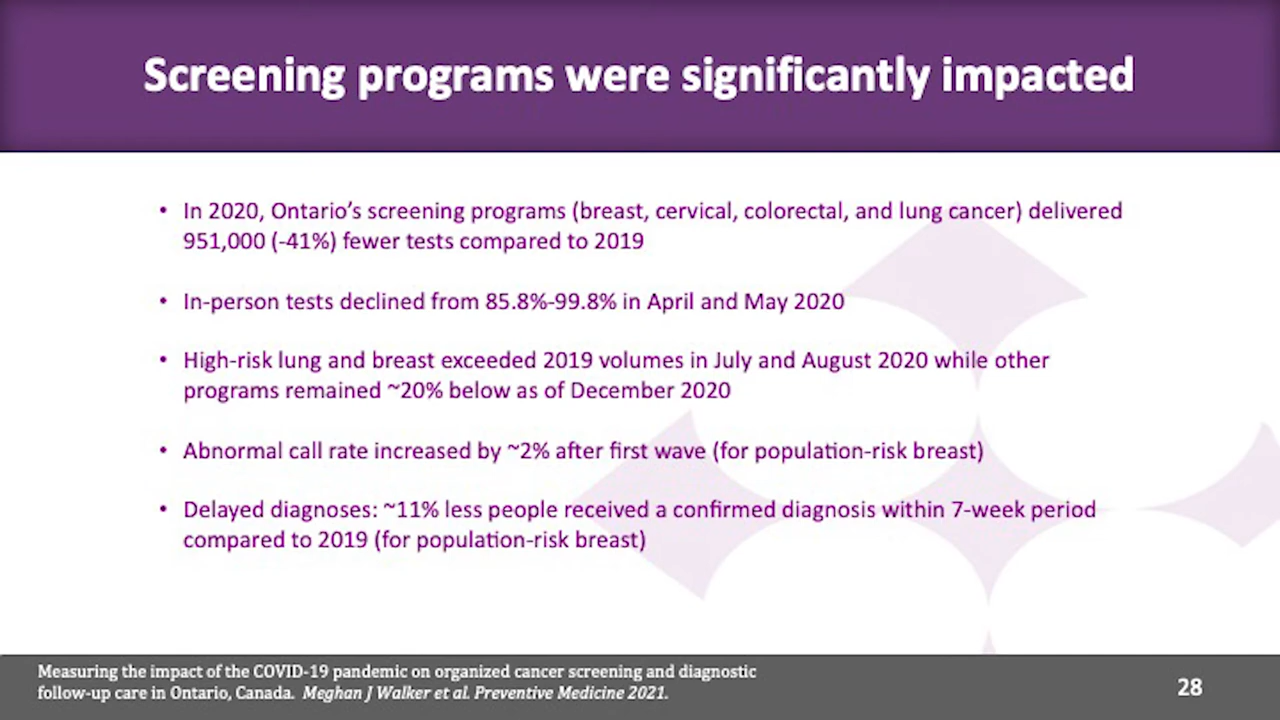 Screening programs were significantly impacted
• In 2020, Ontario’s screening programs (breast, cervical, colorectal, and lung cancer) delivered
951,000 (-41%) fewer tests compared to 2019
• In-person tests declined from 85.8%-99.8% in April and May 2020
• High-risk lung and breast exceeded 2019 volumes in July and August 2020 while other
programs remained ~20% below as of December 2020
• Abnormal call rate increased by ~2% after first wave (for population-risk breast)
• Delayed diagnoses: ~11% less people received a confirmed diagnosis within 7-week period
compared to 2019 (for population-risk breast)
Measuring the impact of the COVID-19 pandemic on organized cancer screening and diagnostic
follow-up care in Ontario, Canada. Meghan J Walker et al. Preventive Medicine 2021.
28